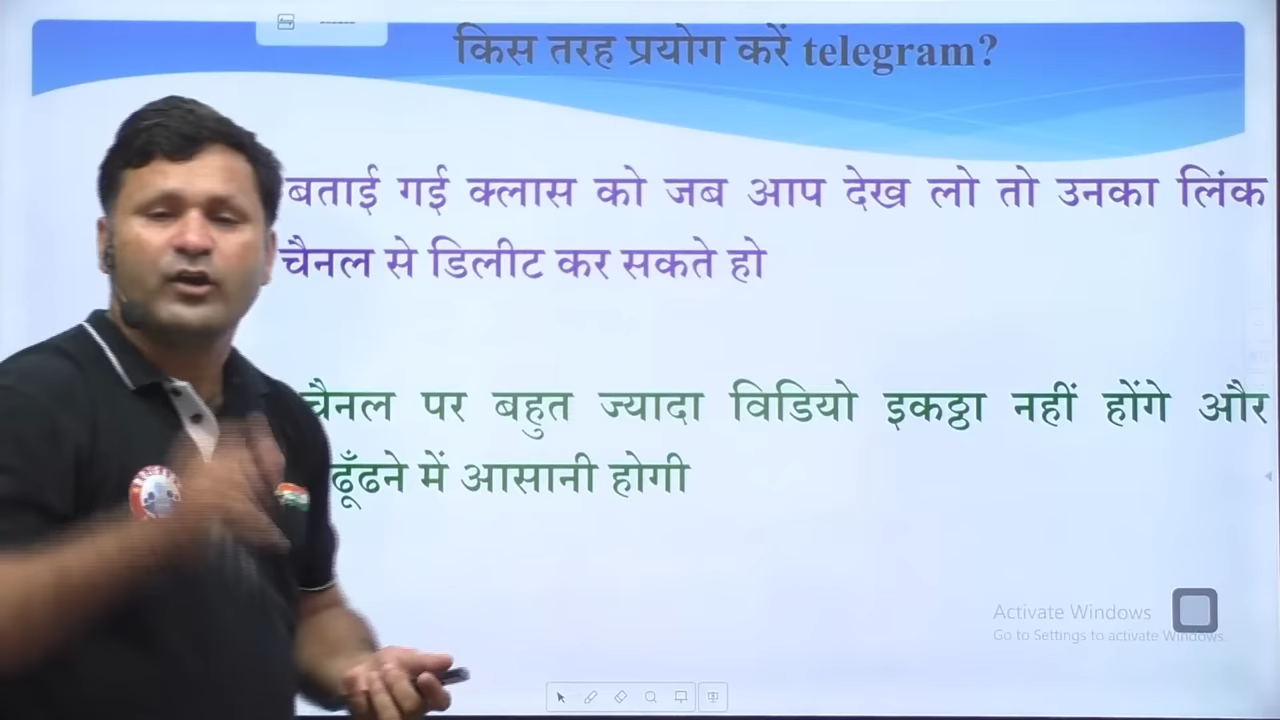 किस तरह प्रयोग करें telegram?
बताई गई क्लास को जब आप देख लो तो उनका लिंक
चैनल से डिलीट कर सकते हो
चैनल पर बहुत ज्यादा विडियो इकठ्ठा नहीं होंगे और
ढूँढने में आसानी होगी
Activate Windows
Go to Settings to activate Windows.